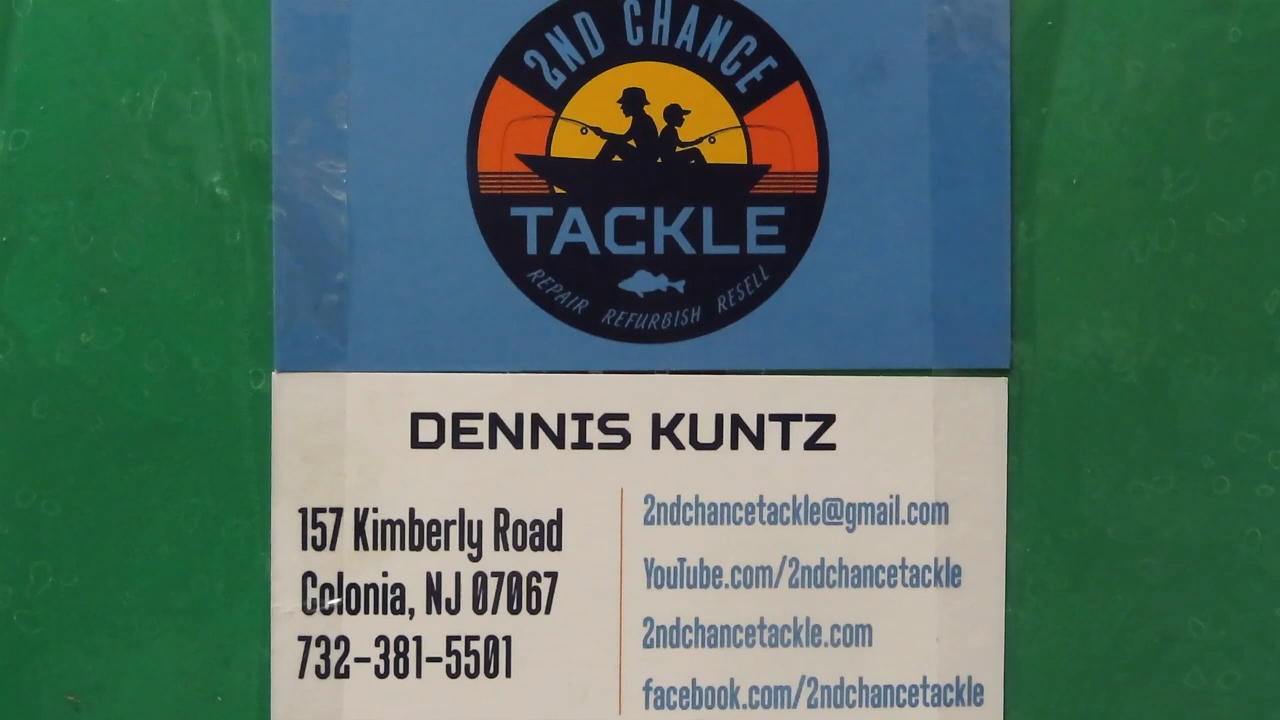 2ND CHANCE
TACKLE
REPAIR REFURBISH RESELL
DENNIS KUNTZ
157 Kimberly Road
Colonia, NJ 07067
732-381-5501
2ndchancetackle@gmail.com
YouTube.com/2ndchancetackle
2ndchancetackle.com
facebook.com/2ndchancetackle